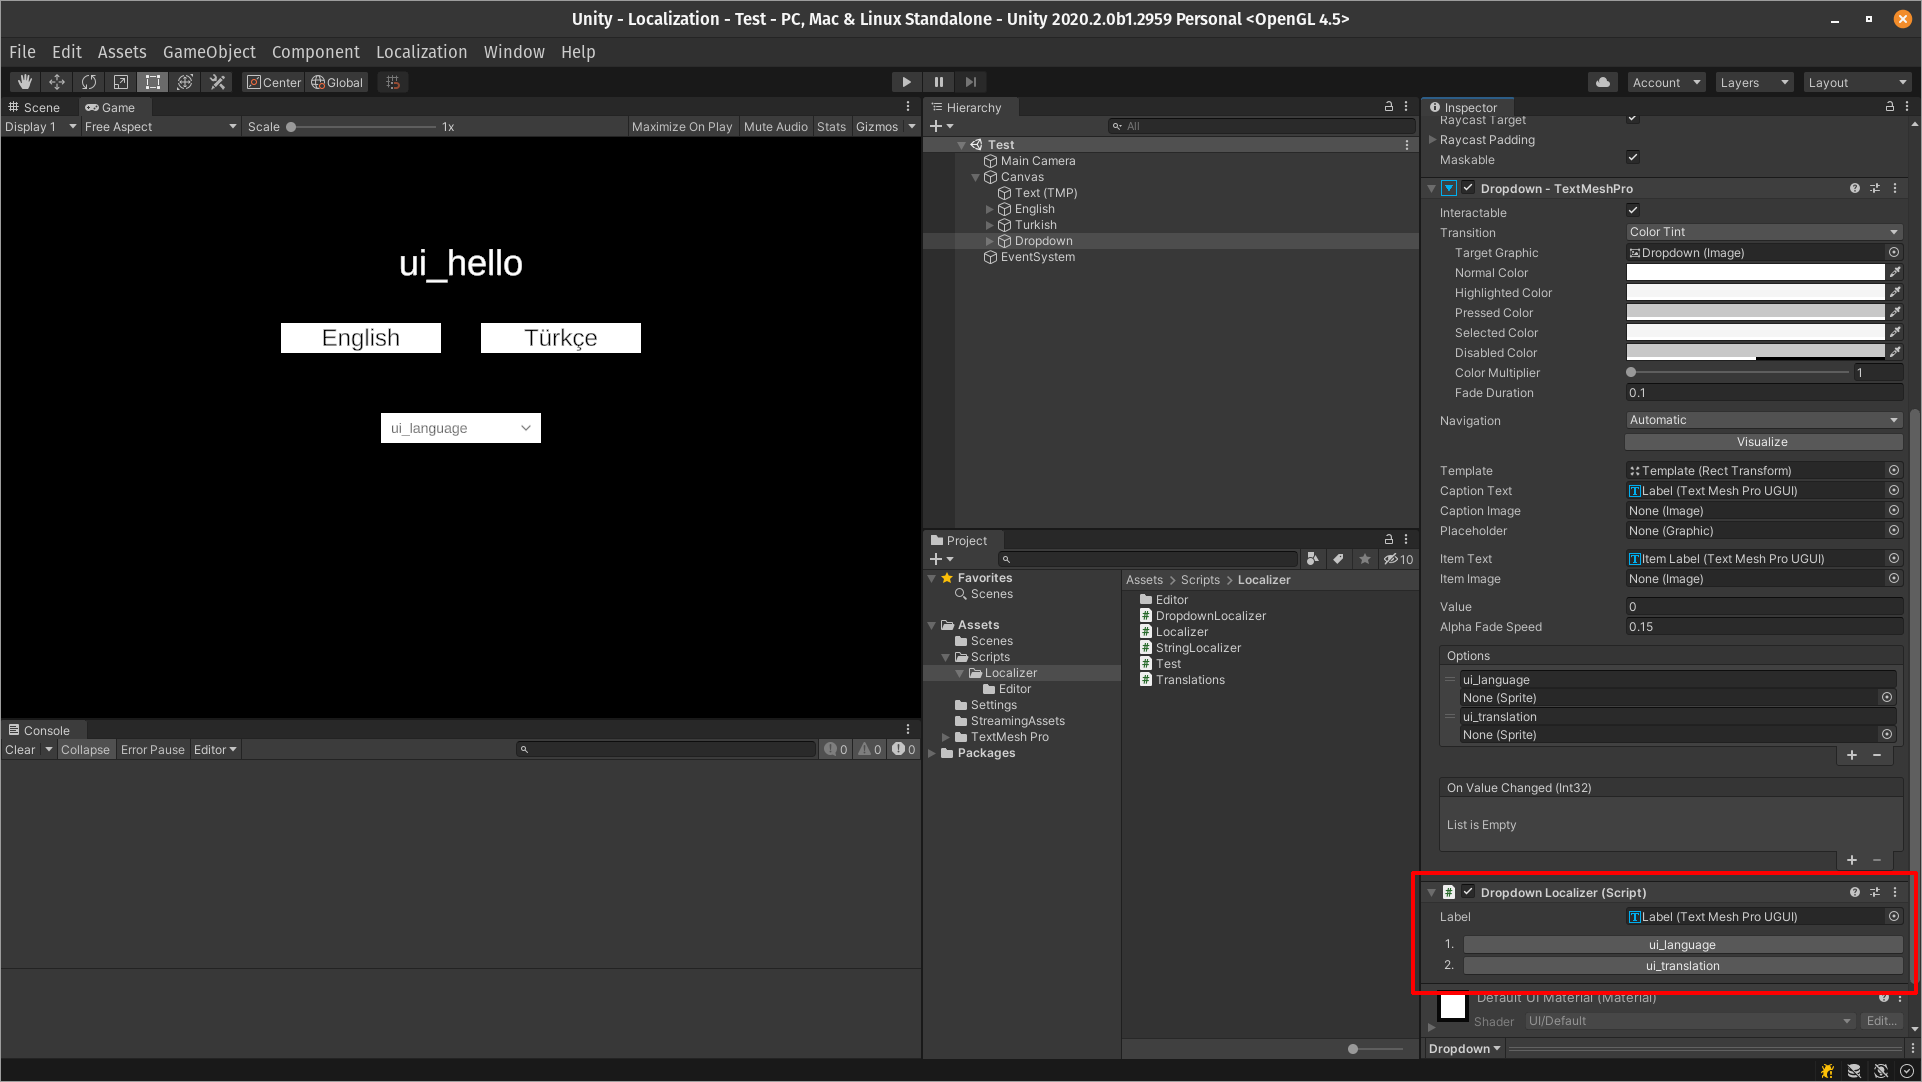 Unity - Localization - Test - PC, Mac & Linux Standalone - Unity 2020.2.0b1.2959 Personal <OpenGL 4.5>
File Edit Assets GameObject Component Localization Window Help
Center Global Account Layers Layout
Scene Game
Display 1 Free Aspect Scale 1x Maximize On Play Mute Audio Stats Gizmos
ui_hello
English Türkçe
ui_language
Console
Clear Collapse Error Pause Editor 0 0 0
Hierarchy
All
Test
Main Camera
Canvas
Text (TMP)
English
Turkish
Dropdown
EventSystem
Project
10
Favorites
Scenes
Assets
Scenes
Scripts
Localizer
Editor
Settings
StreamingAssets
TextMesh Pro
Packages
Assets > Scripts > Localizer
Editor
DropdownLocalizer
Localizer
StringLocalizer
Test
Translations
Inspector
Raycast Target
Raycast Padding
Maskable
Dropdown - TextMeshPro
Interactable
Transition Color Tint
Target Graphic Dropdown (Image)
Normal Color
Highlighted Color
Pressed Color
Selected Color
Disabled Color
Color Multiplier 1
Fade Duration 0.1
Navigation Automatic
Visualize
Template Template (Rect Transform)
Caption Text Label (Text Mesh Pro UGUI)
Caption Image None (Image)
Placeholder None (Graphic)
Item Text Item Label (Text Mesh Pro UGUI)
Item Image None (Image)
Value 0
Alpha Fade Speed 0.15
Options
ui_language
None (Sprite)
ui_translation
None (Sprite)
On Value Changed (Int32)
List is Empty
Dropdown Localizer (Script)
Label Label (Text Mesh Pro UGUI)
1. ui_language
2. ui_translation
Default UI Material (Material)
Shader UI/Default Edit...
Dropdown